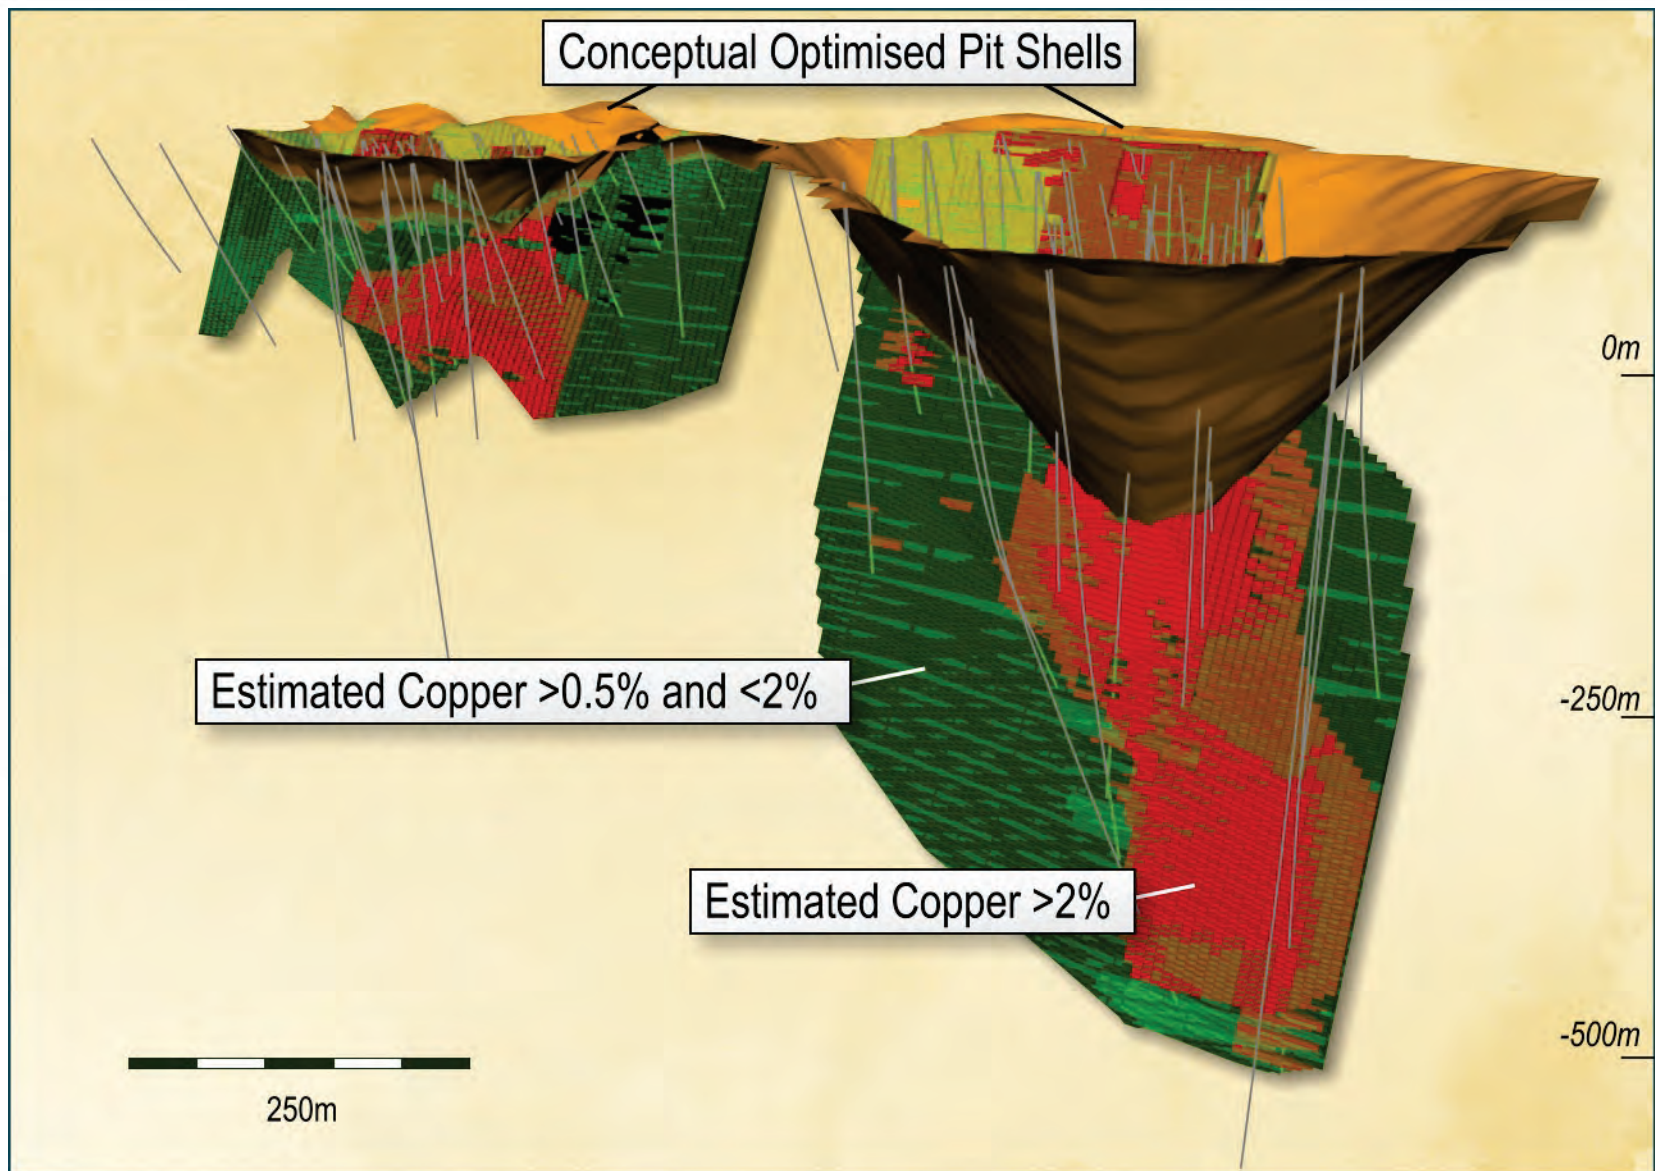 Conceptual Optimised Pit Shells
0m
Estimated Copper >0.5% and <2%
-250m
Estimated Copper >2%
-500m
250m